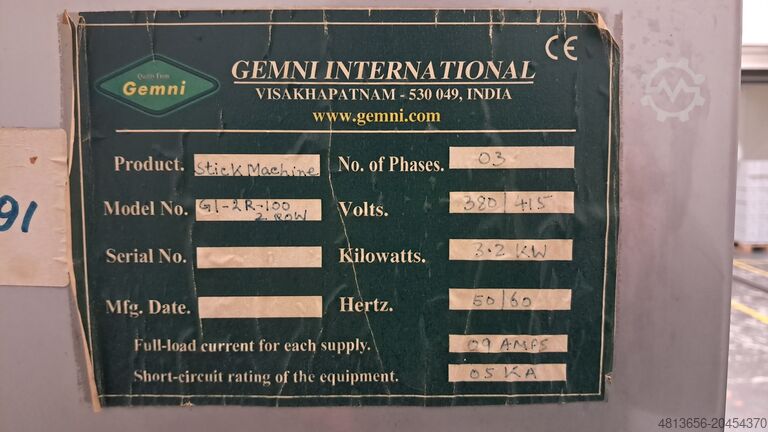 Quality From
Gemni
GEMNI INTERNATIONAL
VISAKHAPATNAM - 530 049, INDIA
www.gemni.com
CE
Product. Stick Machine No. of Phases. 03
Model No. GI-2R-100 Volts. 380/415
2 ROW
Serial No. Kilowatts. 3.2 KW
Mfg. Date. Hertz. 50/60
Full-load current for each supply. 09 AMPS
Short-circuit rating of the equipment. 05 KA
91
4813656-20454370